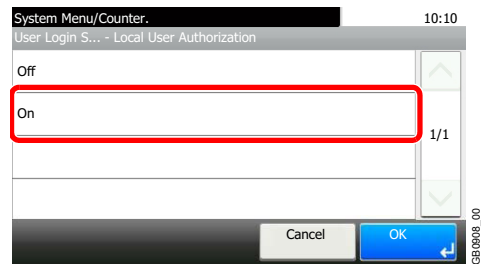 System Menu/Counter.
10:10
User Login S... - Local User Authorization
Off
On
1/1
Cancel
OK
GB0908_00